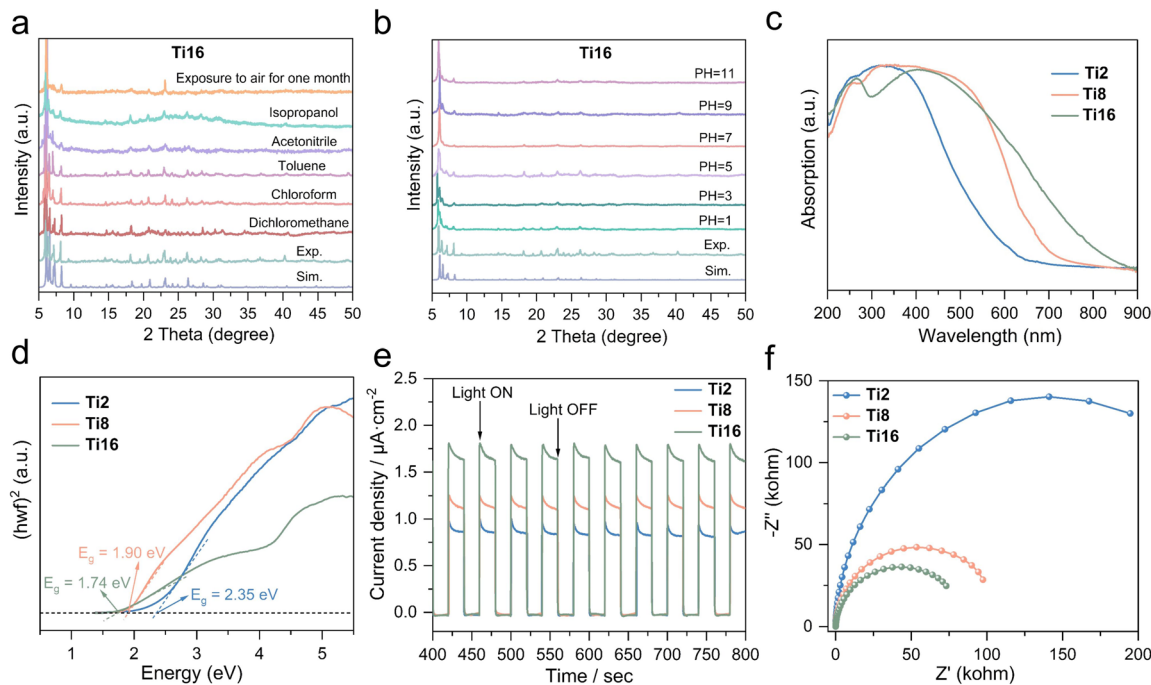 a
Ti16
Exposure to air for one month
Isopropanol
Acetonitrile
Toluene
Chloroform
Dichloromethane
Exp.
Sim.
Intensity (a.u.)
5 10 15 20 25 30 35 40 45 50
2 Theta (degree)
b
Ti16
PH=11
PH=9
PH=7
PH=5
PH=3
PH=1
Exp.
Sim.
Intensity (a.u.)
5 10 15 20 25 30 35 40 45 50
2 Theta (degree)
c
Ti2
Ti8
Ti16
Absorption (a.u.)
200 300 400 500 600 700 800 900
Wavelength (nm)
d
Ti2
Ti8
Ti16
(hwf)² (a.u.)
E_g = 1.90 eV
E_g = 1.74 eV
E_g = 2.35 eV
1 2 3 4 5
Energy (eV)
e
2.5
2.0
1.5
1.0
0.5
0.0
Light ON
Light OFF
Ti2
Ti8
Ti16
Current density / µA·cm⁻²
400 450 500 550 600 650 700 750 800
Time / sec
f
150
100
50
0
Ti2
Ti8
Ti16
-Z'' (kohm)
0 50 100 150 200
Z' (kohm)